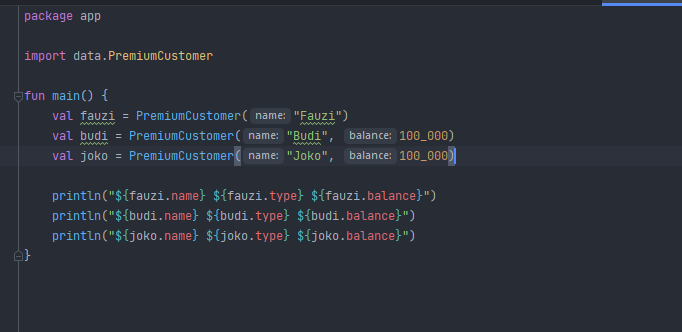 package app
import data.PremiumCustomer
fun main() {
val fauzi = PremiumCustomer( name: "Fauzi")
val budi = PremiumCustomer( name: "Budi", balance: 100_000)
val joko = PremiumCustomer( name: "Joko", balance: 100_000)
println("${fauzi.name} ${fauzi.type} ${fauzi.balance}")
println("${budi.name} ${budi.type} ${budi.balance}")
println("${joko.name} ${joko.type} ${joko.balance}")
}